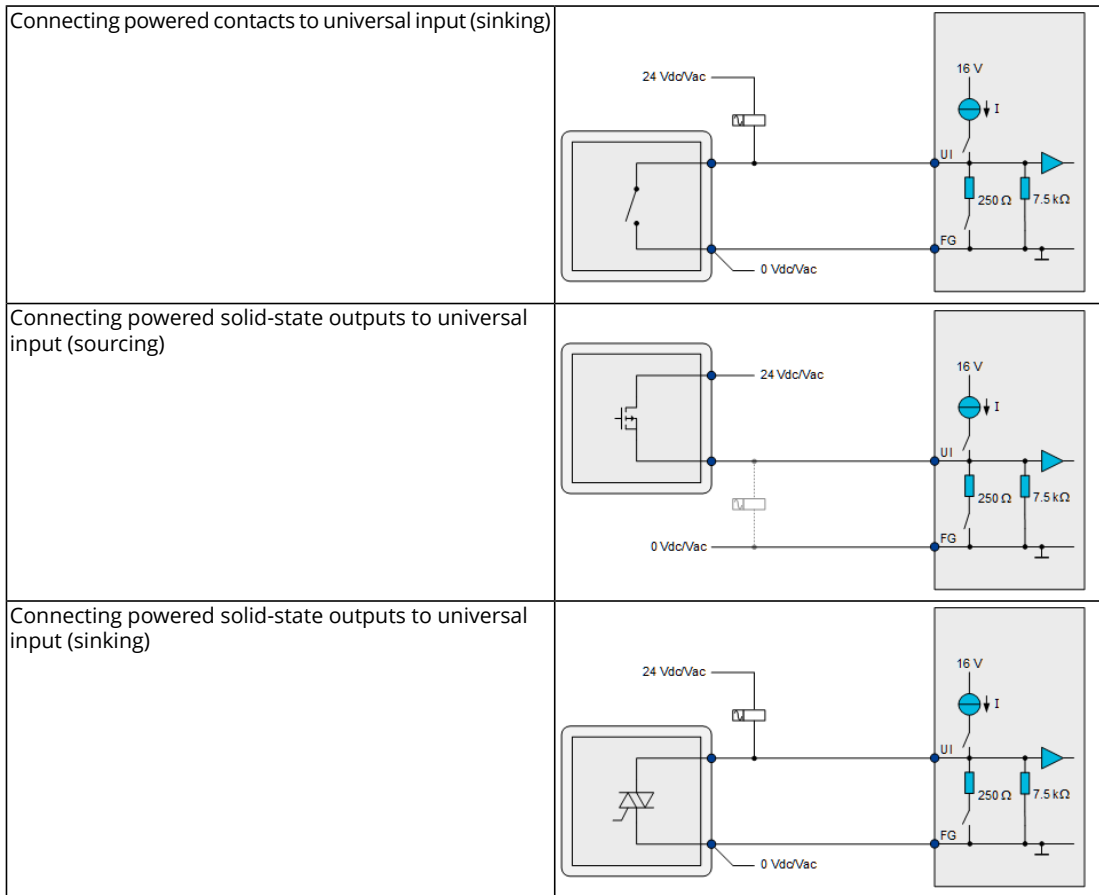 Connecting powered contacts to universal input (sinking)
24 Vdc/Vac
16 V
I
UI
250 Ω
7.5 kΩ
FG
0 Vdc/Vac
Connecting powered solid-state outputs to universal
input (sourcing)
24 Vdc/Vac
16 V
I
UI
250 Ω
7.5 kΩ
0 Vdc/Vac
FG
Connecting powered solid-state outputs to universal
input (sinking)
24 Vdc/Vac
16 V
I
UI
250 Ω
7.5 kΩ
FG
0 Vdc/Vac